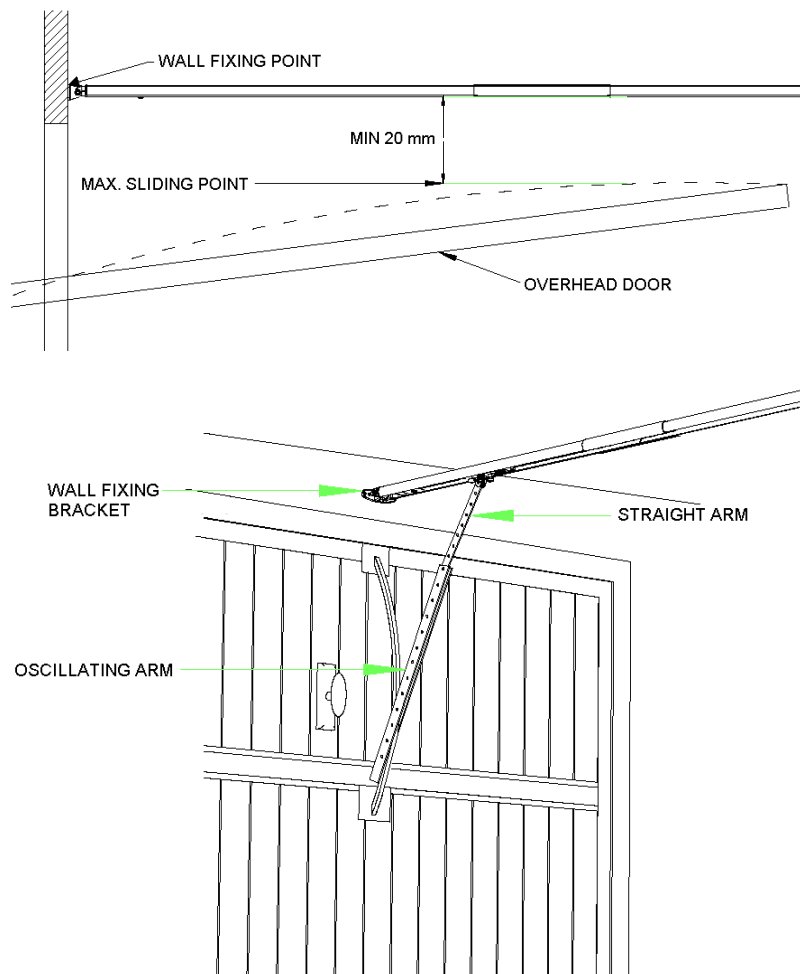 WALL FIXING POINT
MIN 20 mm
MAX. SLIDING POINT
OVERHEAD DOOR
WALL FIXING
BRACKET
STRAIGHT ARM
OSCILLATING ARM